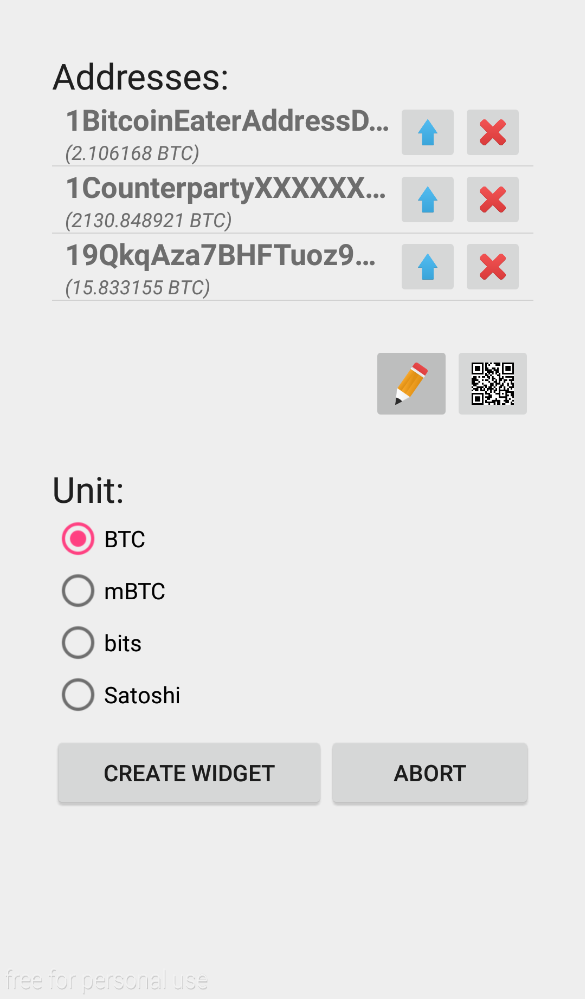 Addresses:
1BitcoinEaterAddressD...
(2.106168 BTC)
1CounterpartyXXXXXX...
(2130.848921 BTC)
19QkqAza7BHFTuoz9...
(15.833155 BTC)
Unit:
BTC
mBTC
bits
Satoshi
CREATE WIDGET ABORT
free for personal use